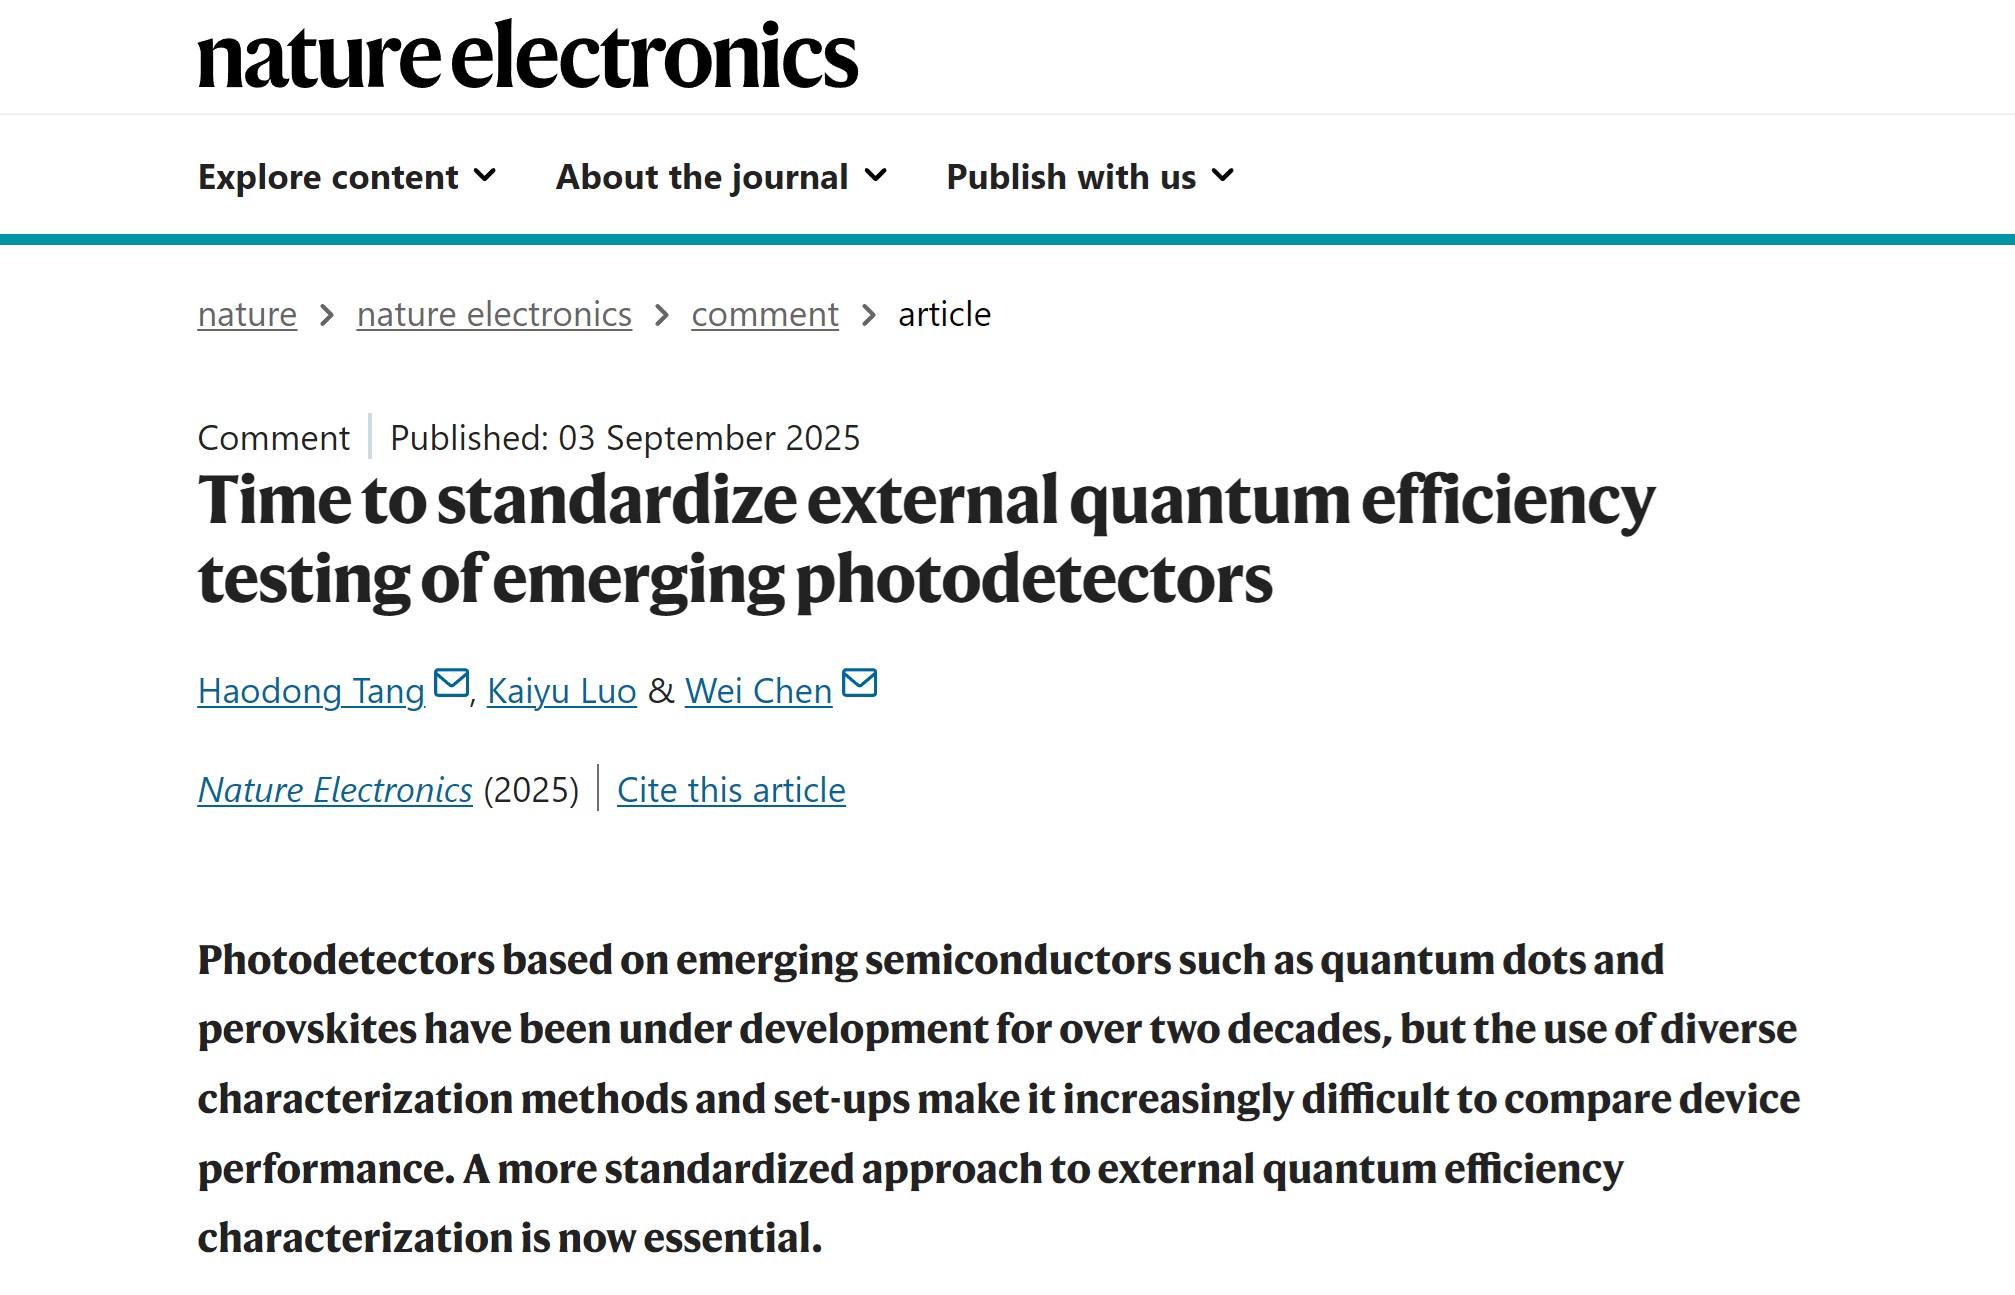 nature electronics
Explore content About the journal Publish with us
nature > nature electronics > comment > article
Comment | Published: 03 September 2025
Time to standardize external quantum efficiency
testing of emerging photodetectors
Haodong Tang, Kaiyu Luo & Wei Chen
Nature Electronics (2025) | Cite this article
Photodetectors based on emerging semiconductors such as quantum dots and
perovskites have been under development for over two decades, but the use of diverse
characterization methods and set-ups make it increasingly difficult to compare device
performance. A more standardized approach to external quantum efficiency
characterization is now essential.